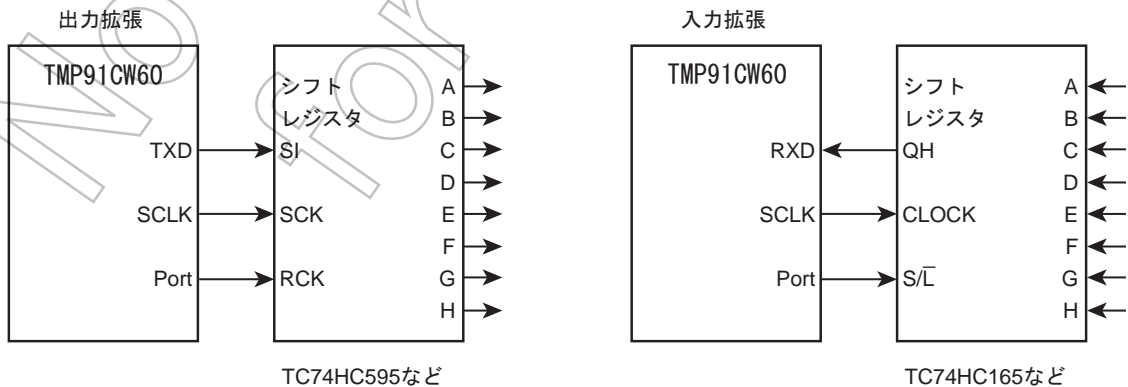 出力拡張
TMP91CW60
シフト
レジスタ
TXD
SI
SCLK
SCK
Port
RCK
A
B
C
D
E
F
G
H
TC74HC595など
入力拡張
TMP91CW60
シフト
レジスタ
RXD
QH
SCLK
CLOCK
Port
S/L̅
A
B
C
D
E
F
G
H
TC74HC165など
No
for